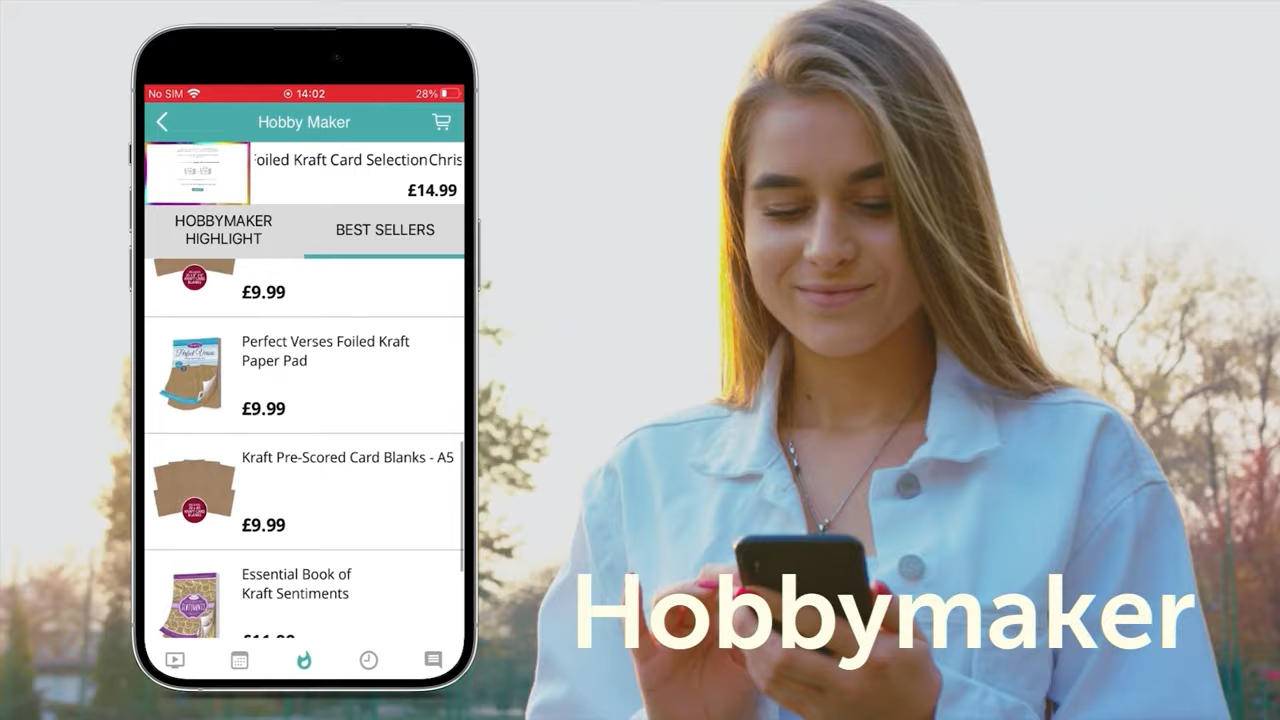 No SIM
14:02
28%
Hobby Maker
oiled Kraft Card Selection Chris
£14.99
HOBBYMAKER
HIGHLIGHT
BEST SELLERS
£9.99
Perfect Verses Foiled Kraft
Paper Pad
£9.99
Kraft Pre-Scored Card Blanks - A5
£9.99
Essential Book of
Kraft Sentiments
Hobbymaker